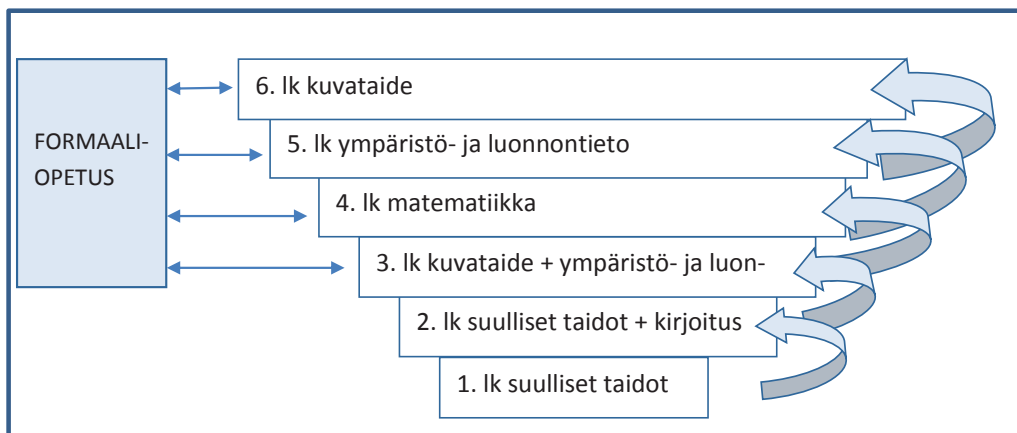 FORMAALI-
OPETUS
6. lk kuvataide
5. lk ympäristö- ja luonnontieto
4. lk matematiikka
3. lk kuvataide + ympäristö- ja luon-
2. lk suulliset taidot + kirjoitus
1. lk suulliset taidot